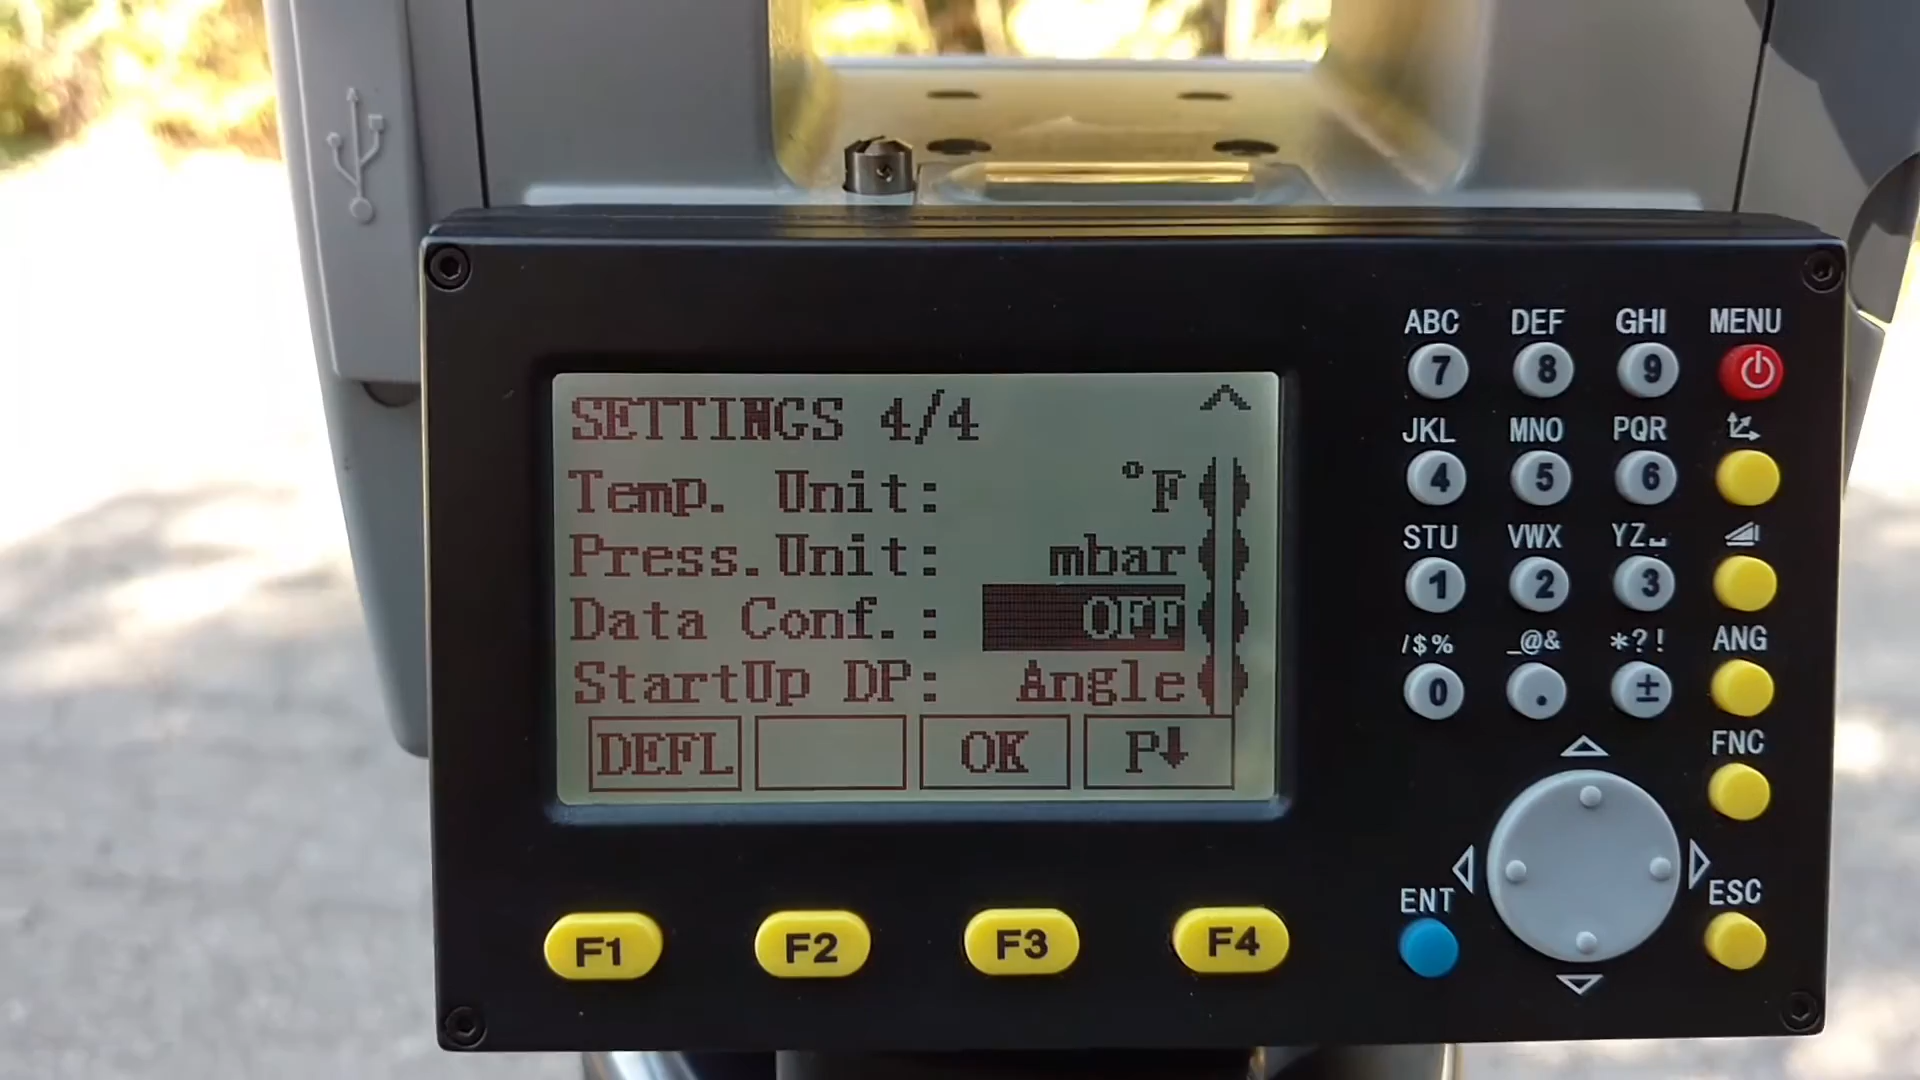 SETTINGS 4/4
Temp. Unit: °F
Press.Unit: mbar
Data Conf.: OFF
StartUp DP: Angle
DEFL OK P↓
F1 F2 F3 F4
ABC DEF GHI MENU
7 8 9
JKL MNO PQR
4 5 6
STU VWX YZ␣
1 2 3
/$% _@& *?! ANG
0 . ±
FNC
ENT ESC